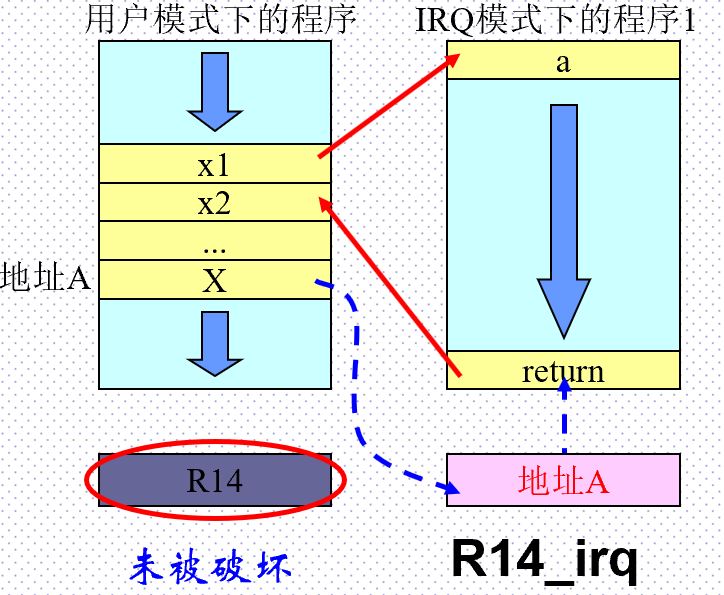 用户模式下的程序
IRQ模式下的程序1
a
x1
x2
...
地址A
X
return
R14
地址A
未被破坏
R14_irq